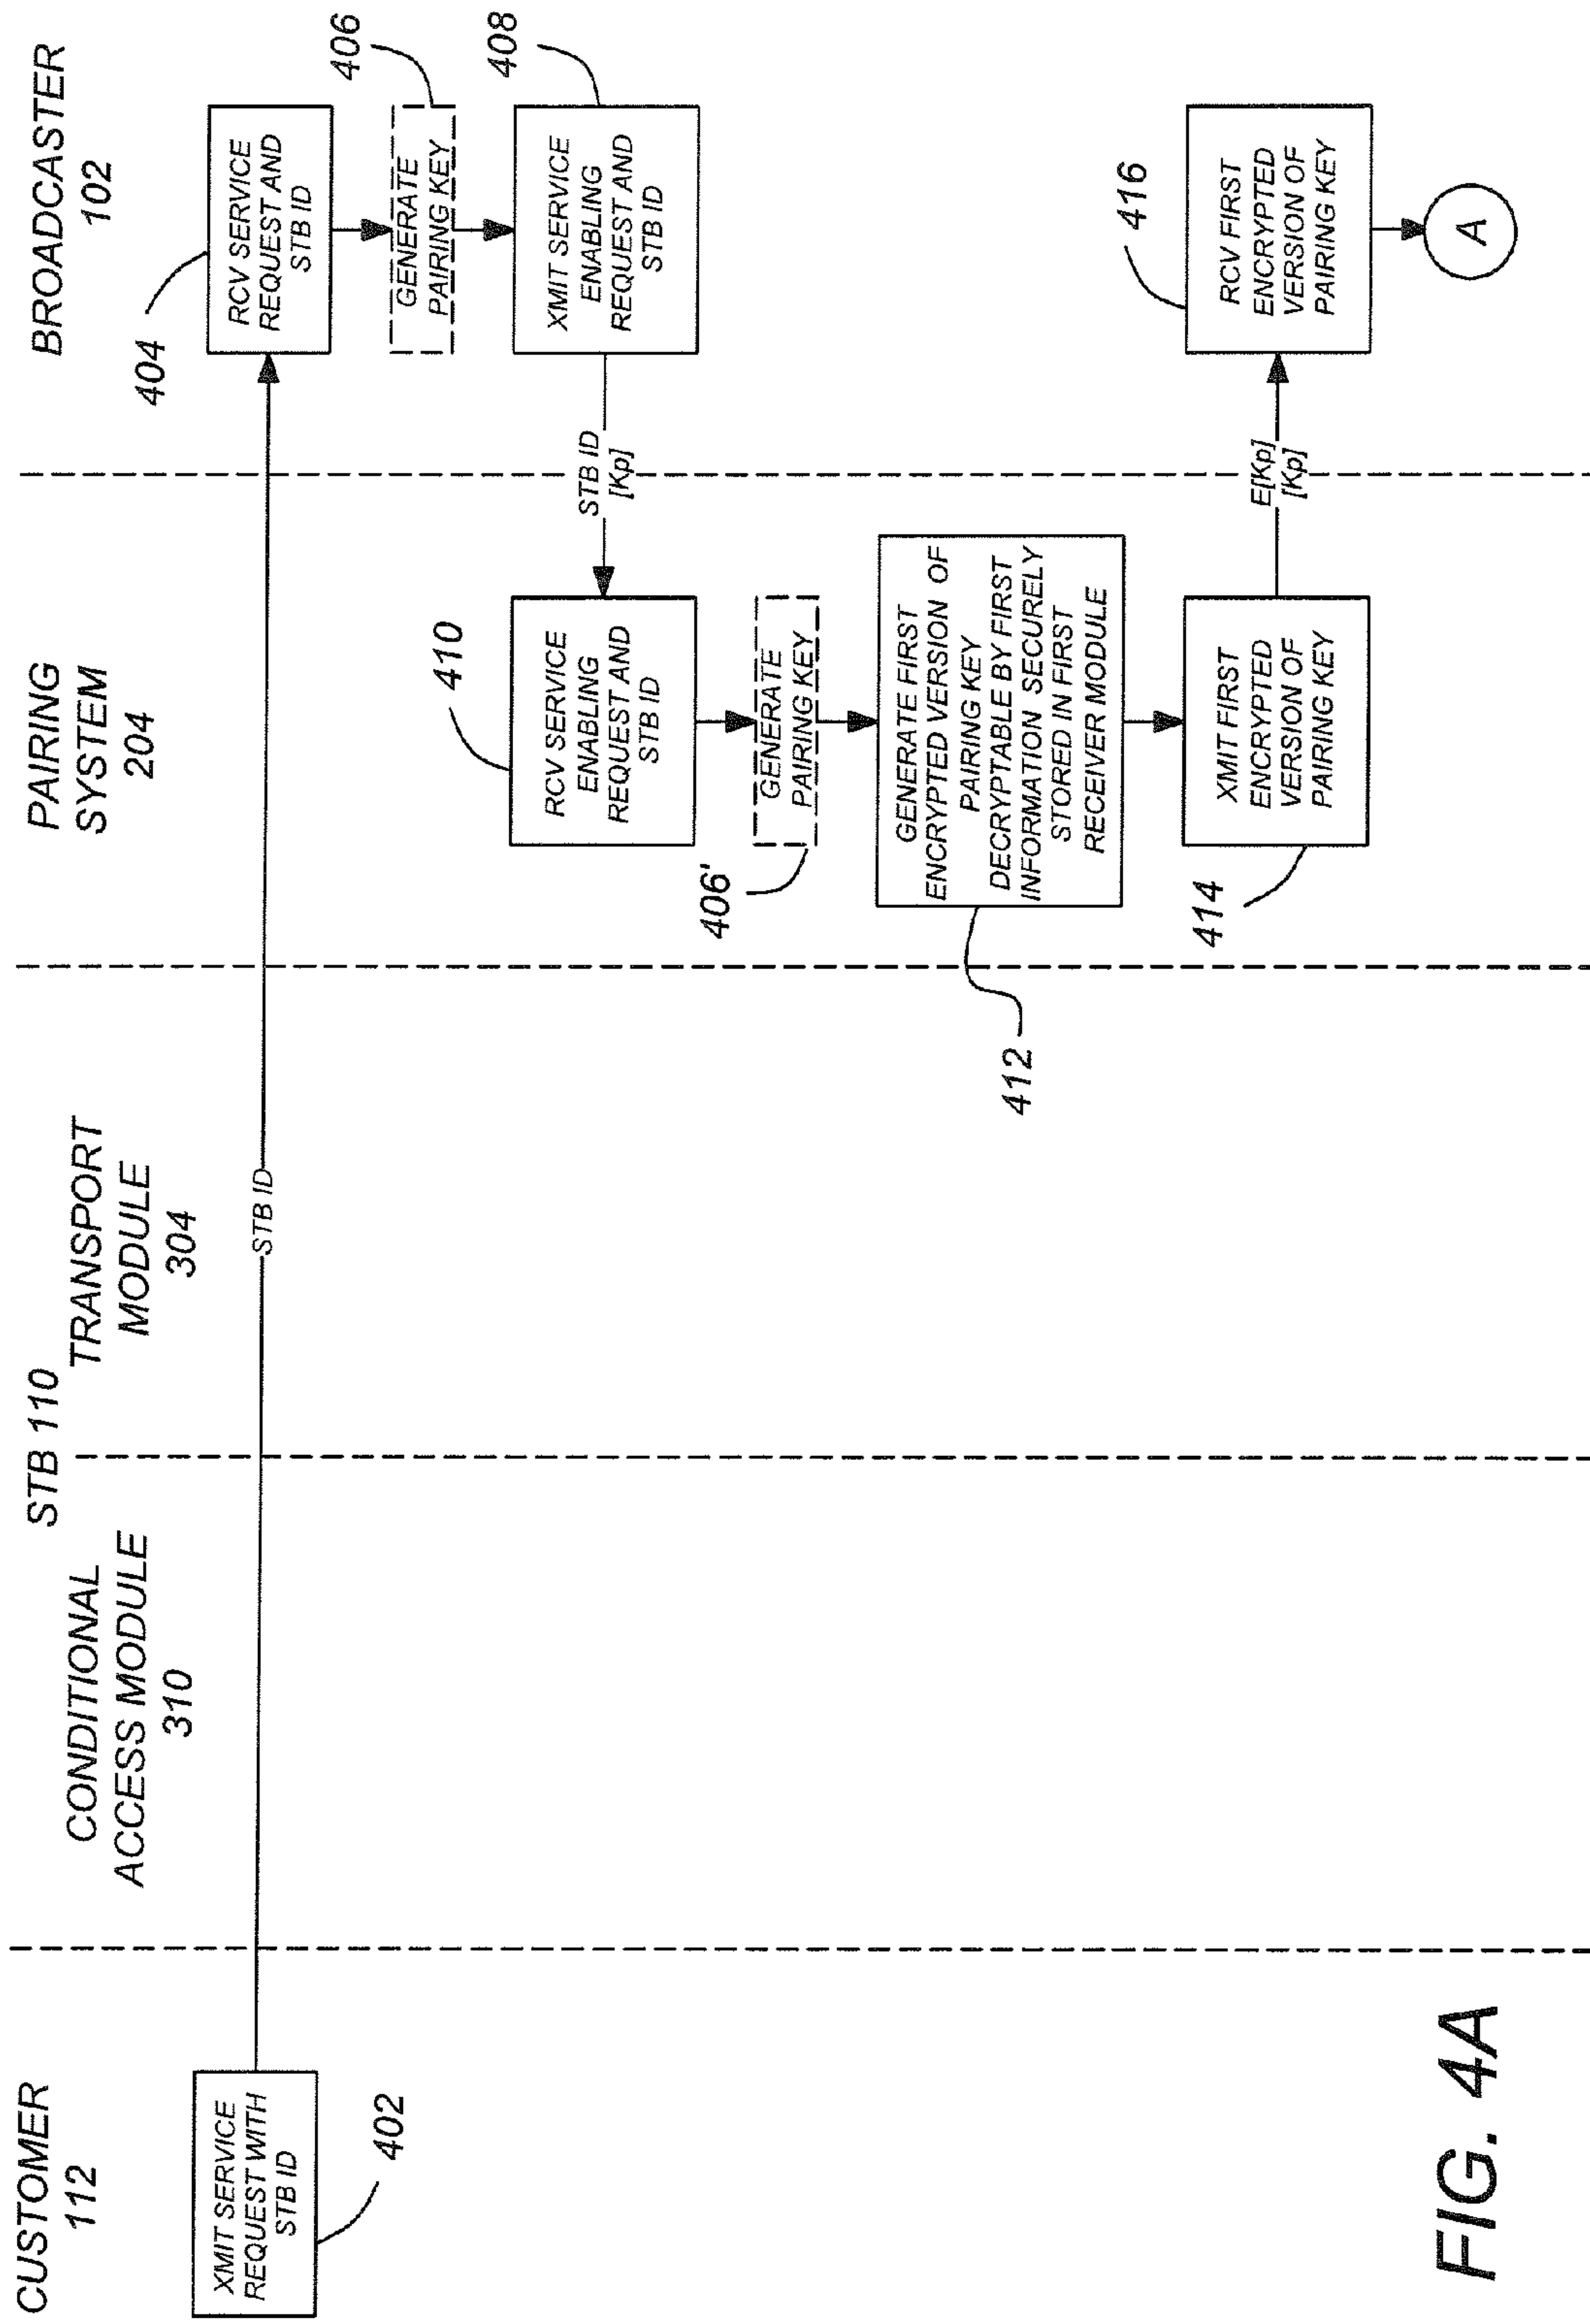 CUSTOMER
112
STB 110
CONDITIONAL
ACCESS MODULE
310
TRANSPORT
MODULE
304
PAIRING
SYSTEM
204
BROADCASTER
102
XMIT SERVICE
REQUEST WITH
STB ID
402
STB ID
404
RCV SERVICE
REQUEST AND
STB ID
406
GENERATE
PAIRING KEY
408
XMIT SERVICE
ENABLING
REQUEST AND
STB ID
STB ID
[Kp]
410
RCV SERVICE
ENABLING
REQUEST AND
STB ID
406'
GENERATE
PAIRING KEY
GENERATE FIRST
ENCRYPTED VERSION OF
PAIRING KEY
DECRYPTABLE BY FIRST
INFORMATION SECURELY
STORED IN FIRST
RECEIVER MODULE
412
XMIT FIRST
ENCRYPTED
VERSION OF
PAIRING KEY
414
E[Kp]
[Kp]
416
RCV FIRST
ENCRYPTED
VERSION OF
PAIRING KEY
A
FIG. 4A